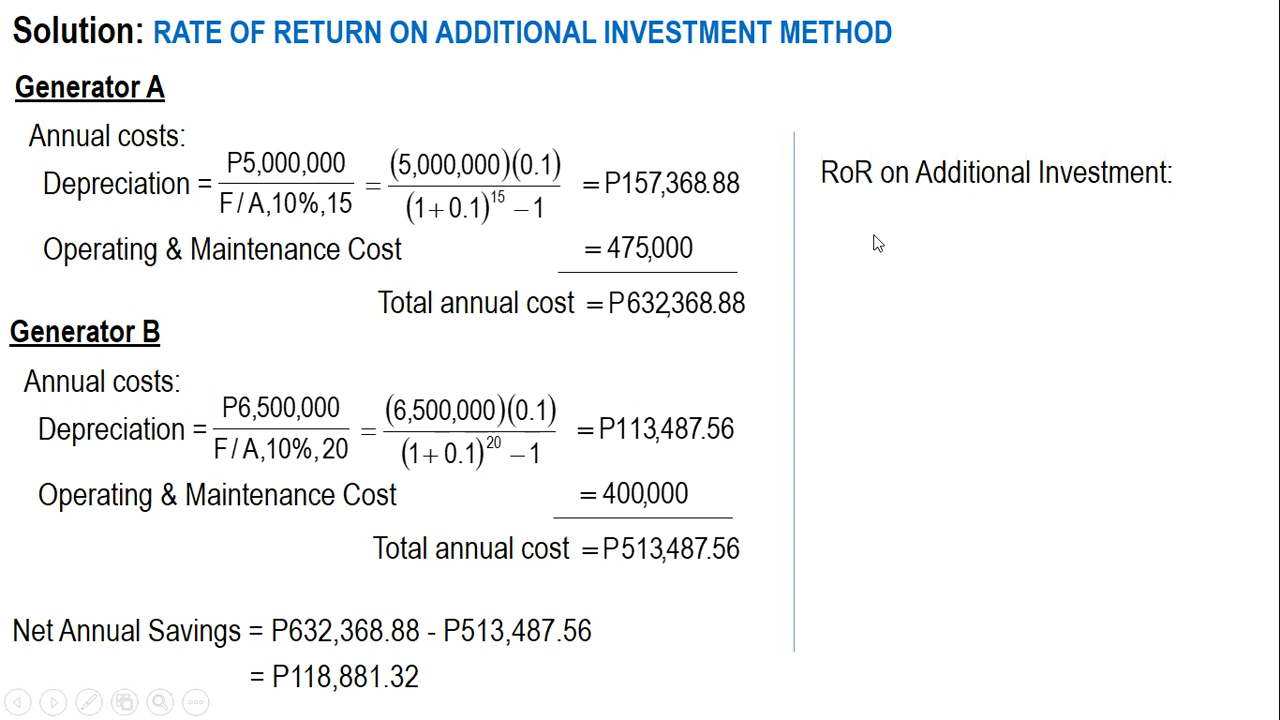 Solution: RATE OF RETURN ON ADDITIONAL INVESTMENT METHOD
Generator A
Annual costs:
Depreciation = P5,000,000 / F/A,10%,15 = (5,000,000)(0.1) / (1+0.1)^15 −1 = P157,368.88
Operating & Maintenance Cost = 475,000
Total annual cost = P632,368.88
Generator B
Annual costs:
Depreciation = P6,500,000 / F/A,10%,20 = (6,500,000)(0.1) / (1+0.1)^20 −1 = P113,487.56
Operating & Maintenance Cost = 400,000
Total annual cost = P513,487.56
Net Annual Savings = P632,368.88 - P513,487.56
= P118,881.32
RoR on Additional Investment: